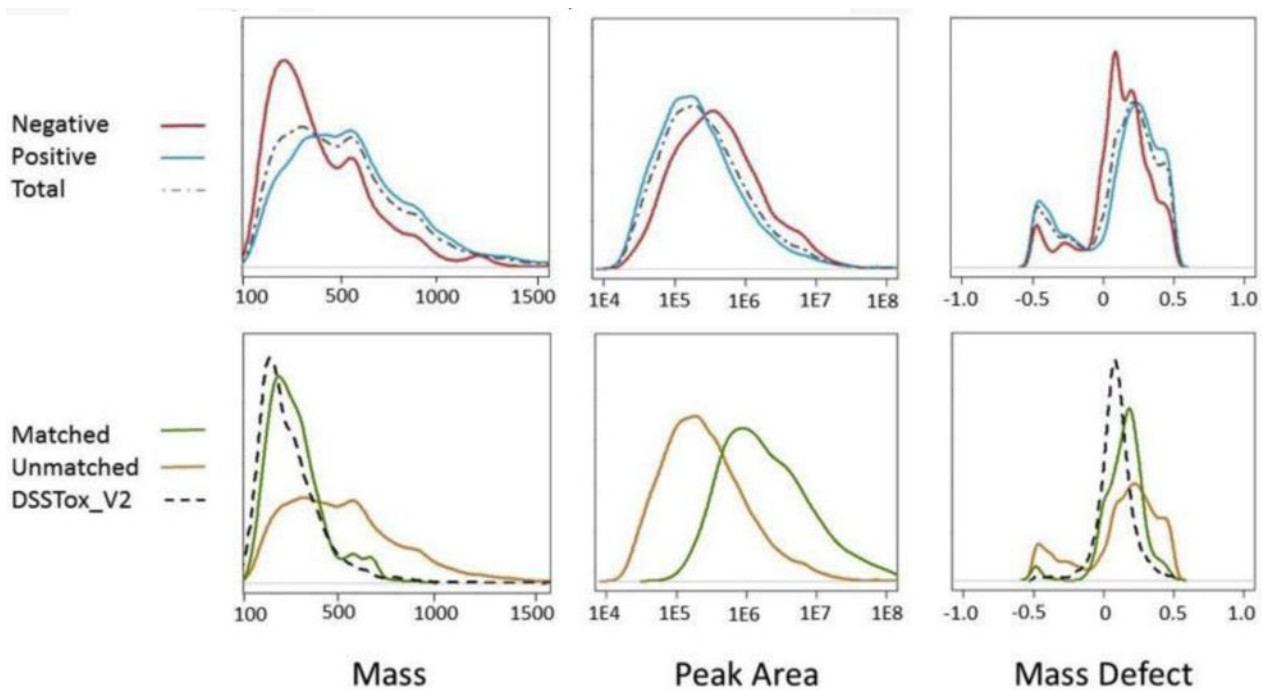 Negative
Positive
Total
100 500 1000 1500
1E4 1E5 1E6 1E7 1E8
-1.0 -0.5 0 0.5 1.0
Matched
Unmatched
DSSTox_V2
100 500 1000 1500
1E4 1E5 1E6 1E7 1E8
-1.0 -0.5 0 0.5 1.0
Mass Peak Area Mass Defect